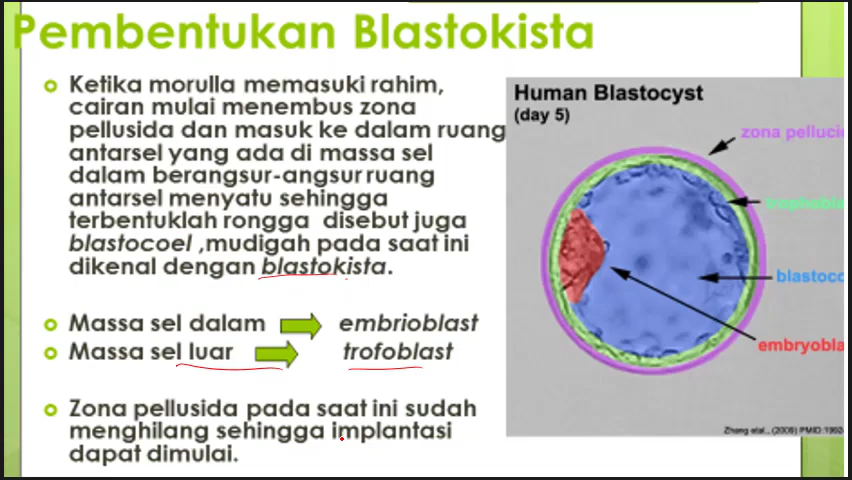 Pembentukan Blastokista
Ketika morulla memasuki rahim,
cairan mulai menembus zona
pellusida dan masuk ke dalam ruang
antarsel yang ada di massa sel
dalam berangsur-angsur ruang
antarsel menyatu sehingga
terbentuklah rongga disebut juga
blastocoel ,mudigah pada saat ini
dikenal dengan blastokista.
Massa sel dalam embrioblast
Massa sel luar trofoblast
Zona pellusida pada saat ini sudah
menghilang sehingga implantasi
dapat dimulai.
Human Blastocyst
(day 5)
zona pelluci
blastoco
embryobla